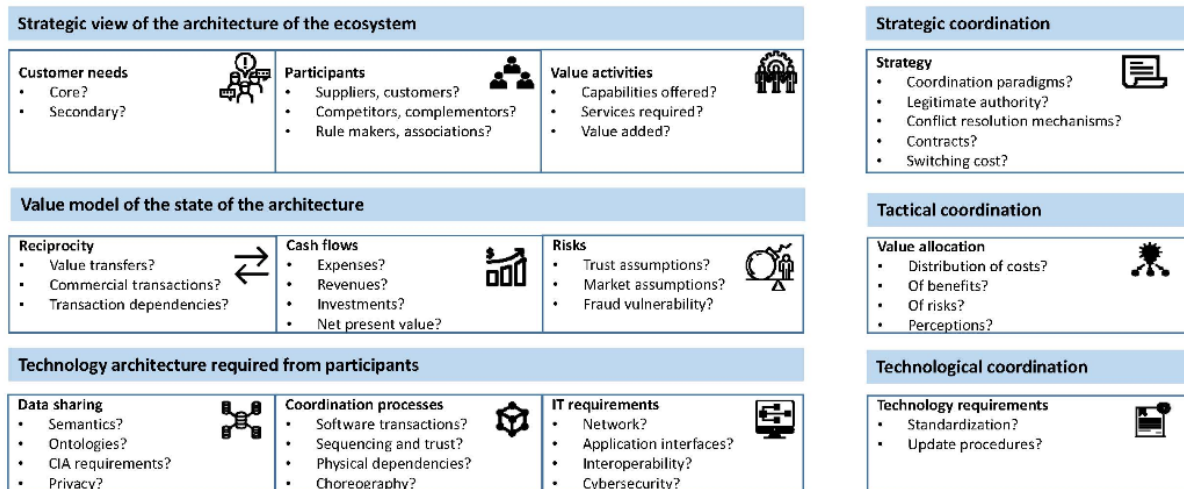 Strategic view of the architecture of the ecosystem
Customer needs
• Core?
• Secondary?
Participants
• Suppliers, customers?
• Competitors, complementors?
• Rule makers, associations?
Value activities
• Capabilities offered?
• Services required?
• Value added?
Value model of the state of the architecture
Reciprocity
• Value transfers?
• Commercial transactions?
• Transaction dependencies?
Cash flows
• Expenses?
• Revenues?
• Investments?
• Net present value?
$
Risks
• Trust assumptions?
• Market assumptions?
• Fraud vulnerability?
Technology architecture required from participants
Data sharing
• Semantics?
• Ontologies?
• CIA requirements?
• Privacy?
Coordination processes
• Software transactions?
• Sequencing and trust?
• Physical dependencies?
• Choreography?
IT requirements
• Network?
• Application interfaces?
• Interoperability?
• Cybersecurity?
Strategic coordination
Strategy
• Coordination paradigms?
• Legitimate authority?
• Conflict resolution mechanisms?
• Contracts?
• Switching cost?
Tactical coordination
Value allocation
• Distribution of costs?
• Of benefits?
• Of risks?
• Perceptions?
Technological coordination
Technology requirements
• Standardization?
• Update procedures?